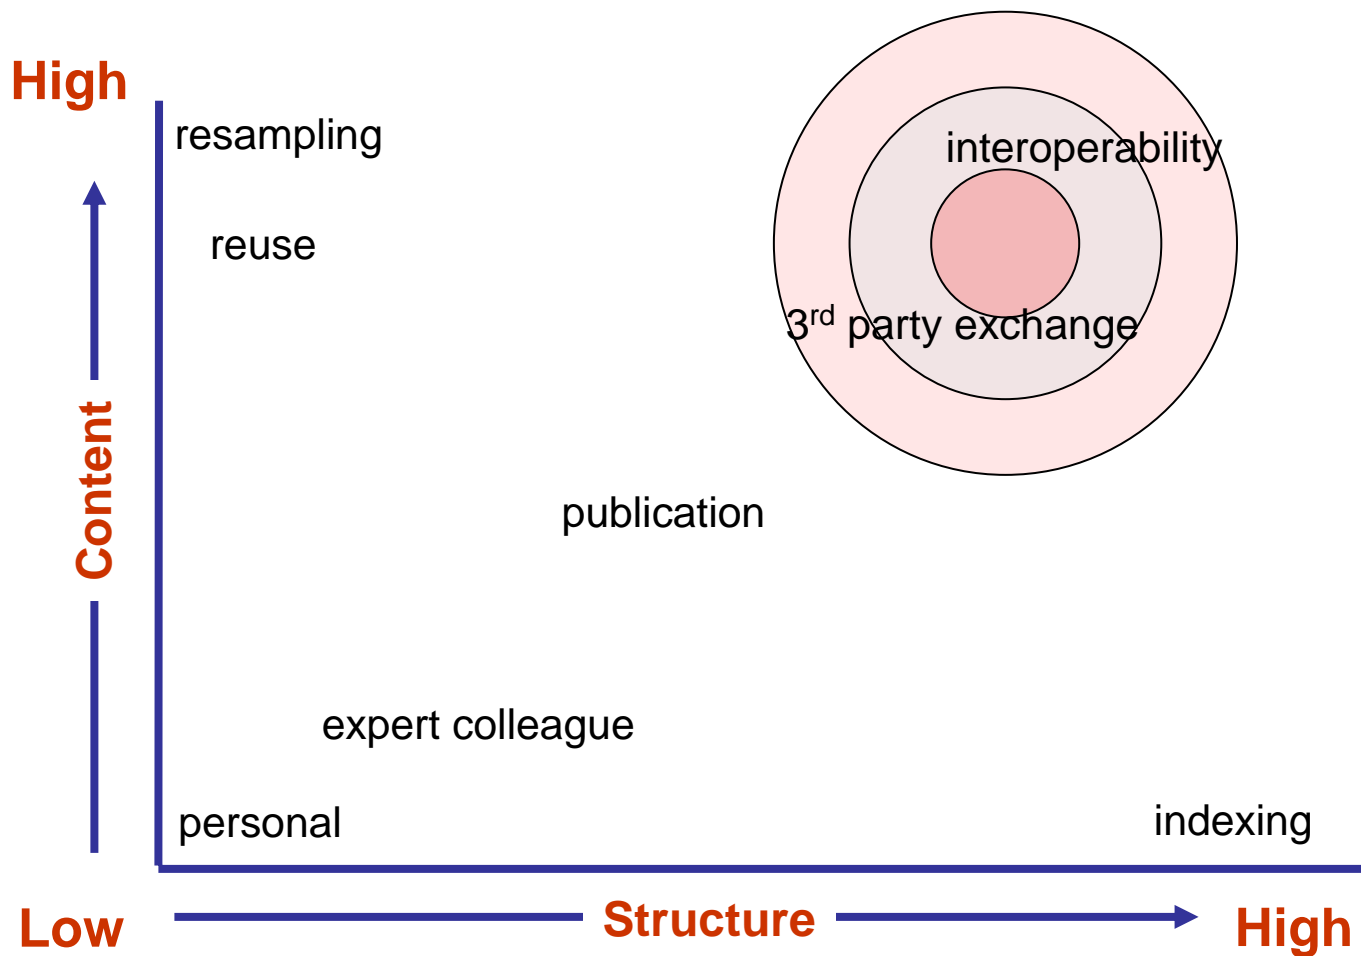 High
resampling
interoperability
reuse
3rd party exchange
Content
publication
expert colleague
personal
indexing
Low
Structure
High